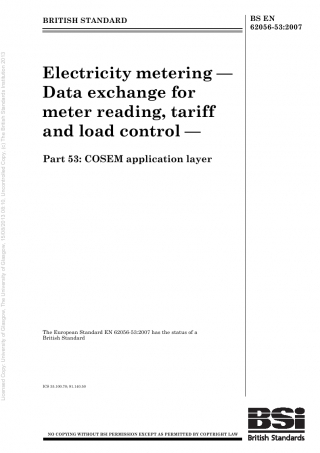 BRITISH STANDARD
BS EN
62056-53:2007
Electricity metering —
Data exchange for
meter reading, tariff
and load control —
Part 53: COSEM application layer
The European Standard EN 62056-53:2007 has the status of a
British Standard
NO COPYING WITHOUT BSI PERMISSION EXCEPT AS PERMITTED BY COPYRIGHT LAW
BSi
British Standards